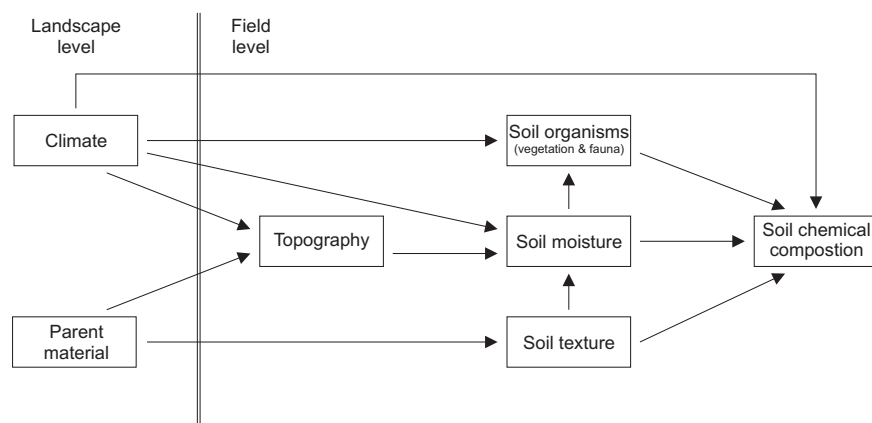 Landscape
level
Field
level
Climate
Soil organisms
(vegetation & fauna)
Topography
Soil moisture
Soil chemical
compostion
Parent
material
Soil texture